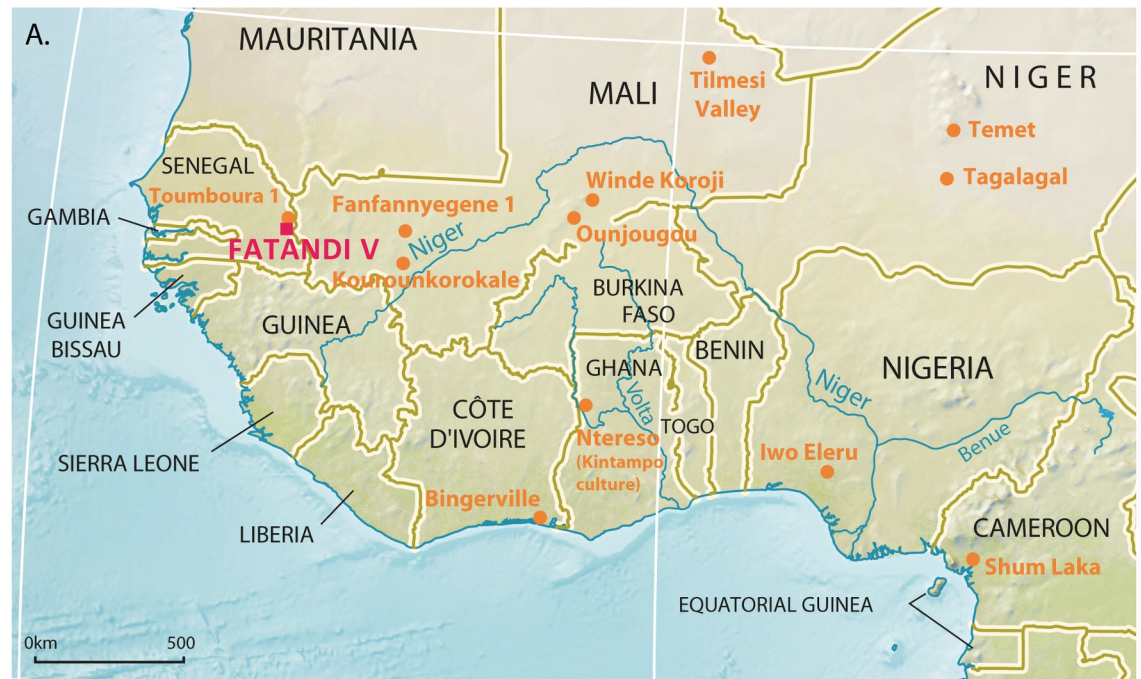 A.
MAURITANIA
MALI
NIGER
Tilmesi
Valley
Temet
Tagalagal
SENEGAL
Toumboura 1
GAMBIA
FATANDI V
Fanfannyegene 1
Niger
Kourounkorokale
Winde Koroji
Ounjougou
GUINEA
BISSAU
GUINEA
BURKINA
FASO
BENIN
GHANA
NIGERIA
Niger
Volta
TOGO
CÔTE
D'IVOIRE
Ntereso
(Kintampo
culture)
Iwo Eleru
Benue
SIERRA LEONE
LIBERIA
Bingerville
CAMEROON
Shum Laka
EQUATORIAL GUINEA
0km 500